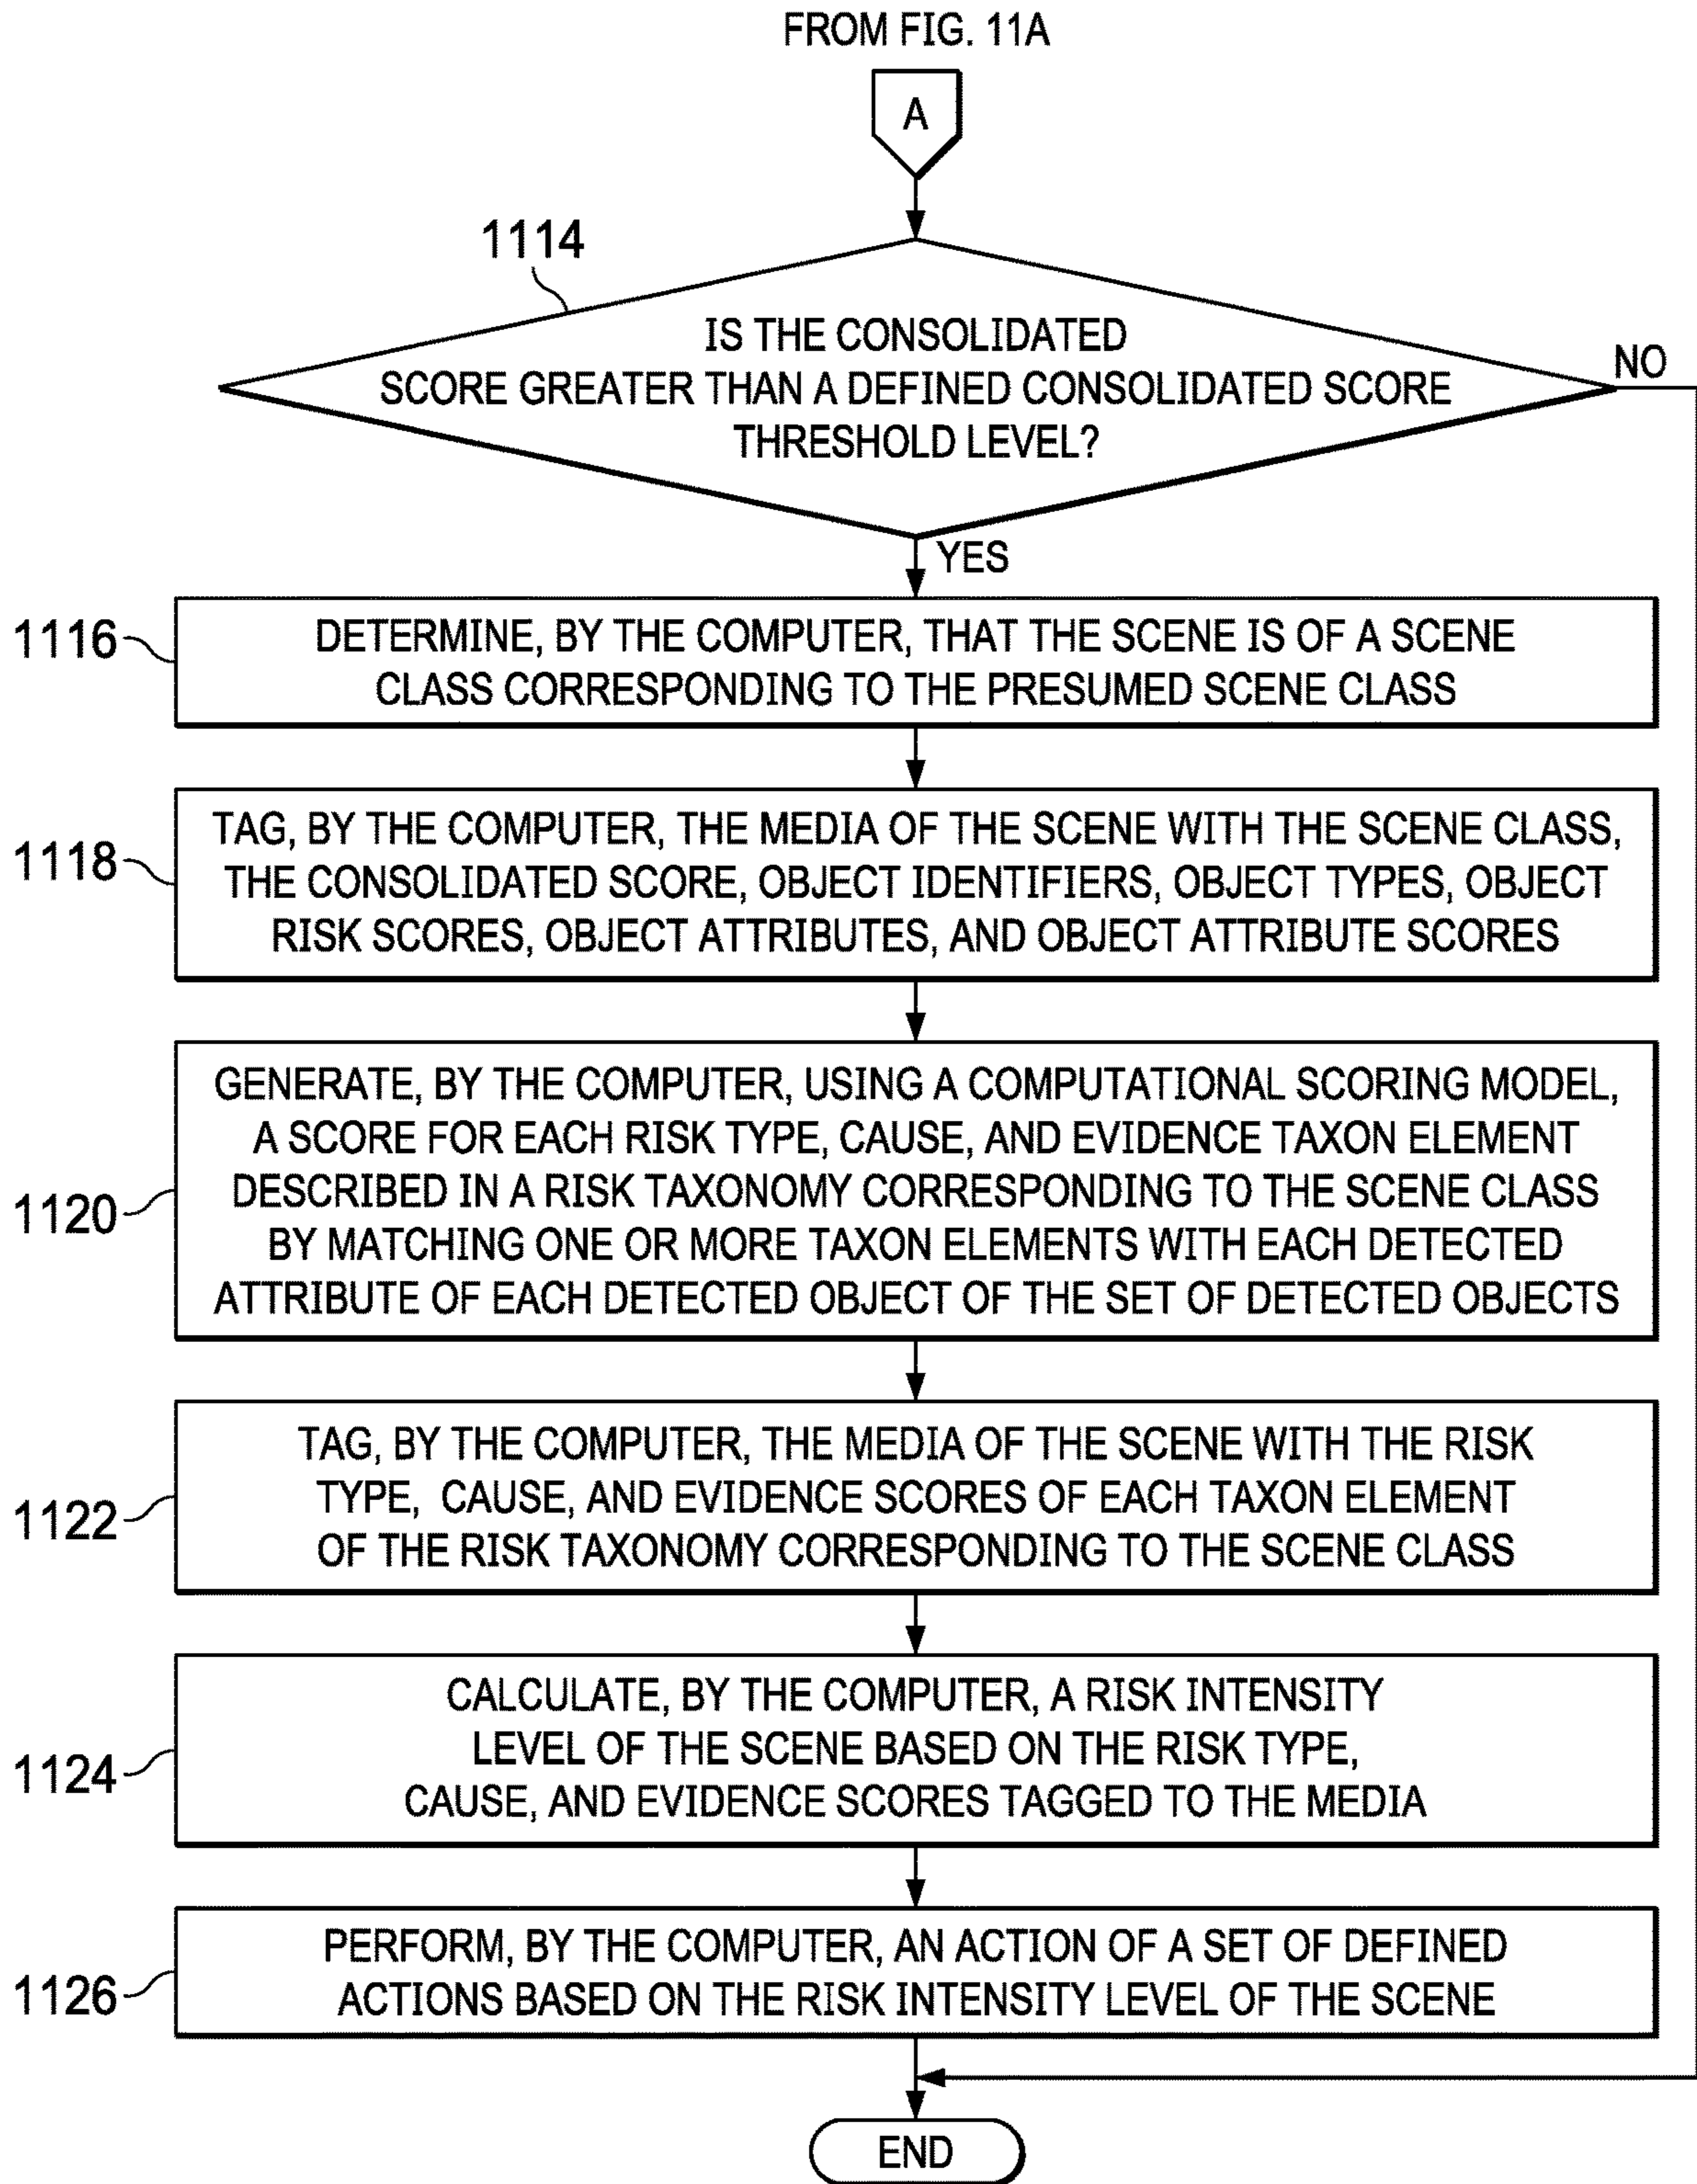 FROM FIG. 11A
A
1114
IS THE CONSOLIDATED
SCORE GREATER THAN A DEFINED CONSOLIDATED SCORE
THRESHOLD LEVEL?
NO
YES
1116
DETERMINE, BY THE COMPUTER, THAT THE SCENE IS OF A SCENE
CLASS CORRESPONDING TO THE PRESUMED SCENE CLASS
1118
TAG, BY THE COMPUTER, THE MEDIA OF THE SCENE WITH THE SCENE CLASS,
THE CONSOLIDATED SCORE, OBJECT IDENTIFIERS, OBJECT TYPES, OBJECT
RISK SCORES, OBJECT ATTRIBUTES, AND OBJECT ATTRIBUTE SCORES
1120
GENERATE, BY THE COMPUTER, USING A COMPUTATIONAL SCORING MODEL,
A SCORE FOR EACH RISK TYPE, CAUSE, AND EVIDENCE TAXON ELEMENT
DESCRIBED IN A RISK TAXONOMY CORRESPONDING TO THE SCENE CLASS
BY MATCHING ONE OR MORE TAXON ELEMENTS WITH EACH DETECTED
ATTRIBUTE OF EACH DETECTED OBJECT OF THE SET OF DETECTED OBJECTS
1122
TAG, BY THE COMPUTER, THE MEDIA OF THE SCENE WITH THE RISK
TYPE, CAUSE, AND EVIDENCE SCORES OF EACH TAXON ELEMENT
OF THE RISK TAXONOMY CORRESPONDING TO THE SCENE CLASS
1124
CALCULATE, BY THE COMPUTER, A RISK INTENSITY
LEVEL OF THE SCENE BASED ON THE RISK TYPE,
CAUSE, AND EVIDENCE SCORES TAGGED TO THE MEDIA
1126
PERFORM, BY THE COMPUTER, AN ACTION OF A SET OF DEFINED
ACTIONS BASED ON THE RISK INTENSITY LEVEL OF THE SCENE
END